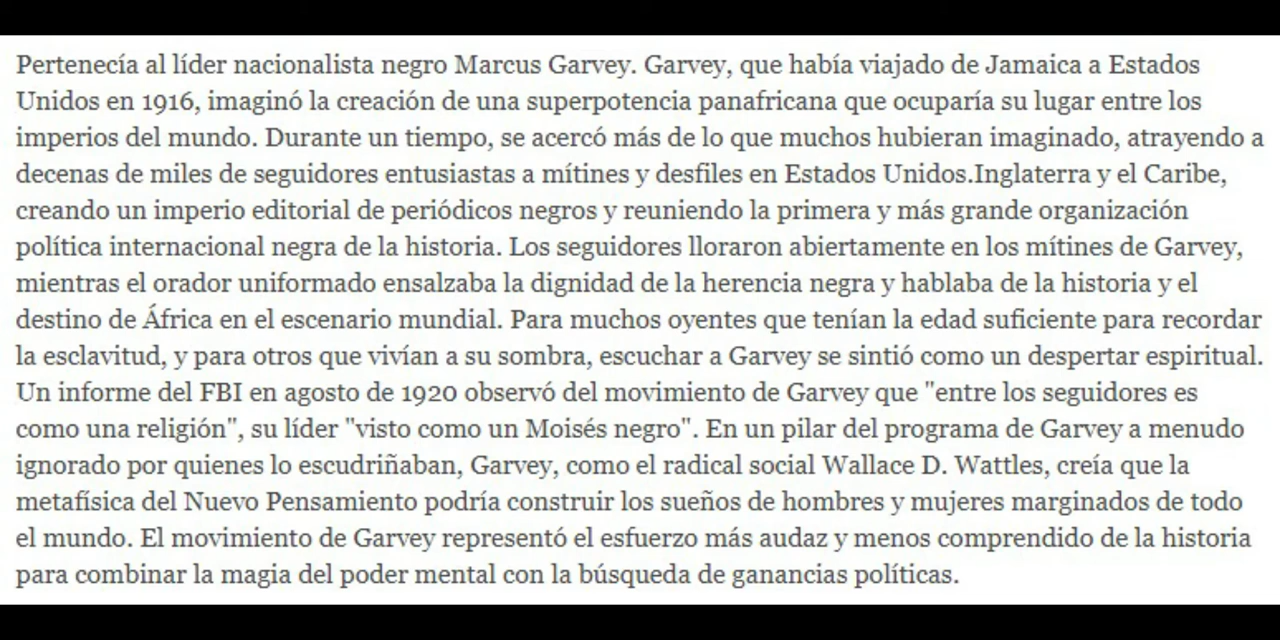 Pertenecía al líder nacionalista negro Marcus Garvey. Garvey, que había viajado de Jamaica a Estados
Unidos en 1916, imaginó la creación de una superpotencia panafricana que ocuparía su lugar entre los
imperios del mundo. Durante un tiempo, se acercó más de lo que muchos hubieran imaginado, atrayendo a
decenas de miles de seguidores entusiastas a mítines y desfiles en Estados Unidos.Inglaterra y el Caribe,
creando un imperio editorial de periódicos negros y reuniendo la primera y más grande organización
política internacional negra de la historia. Los seguidores lloraron abiertamente en los mítines de Garvey,
mientras el orador uniformado ensalzaba la dignidad de la herencia negra y hablaba de la historia y el
destino de África en el escenario mundial. Para muchos oyentes que tenían la edad suficiente para recordar
la esclavitud, y para otros que vivían a su sombra, escuchar a Garvey se sintió como un despertar espiritual.
Un informe del FBI en agosto de 1920 observó del movimiento de Garvey que "entre los seguidores es
como una religión", su líder "visto como un Moisés negro". En un pilar del programa de Garvey a menudo
ignorado por quienes lo escudriñaban, Garvey, como el radical social Wallace D. Wattles, creía que la
metafísica del Nuevo Pensamiento podría construir los sueños de hombres y mujeres marginados de todo
el mundo. El movimiento de Garvey representó el esfuerzo más audaz y menos comprendido de la historia
para combinar la magia del poder mental con la búsqueda de ganancias políticas.